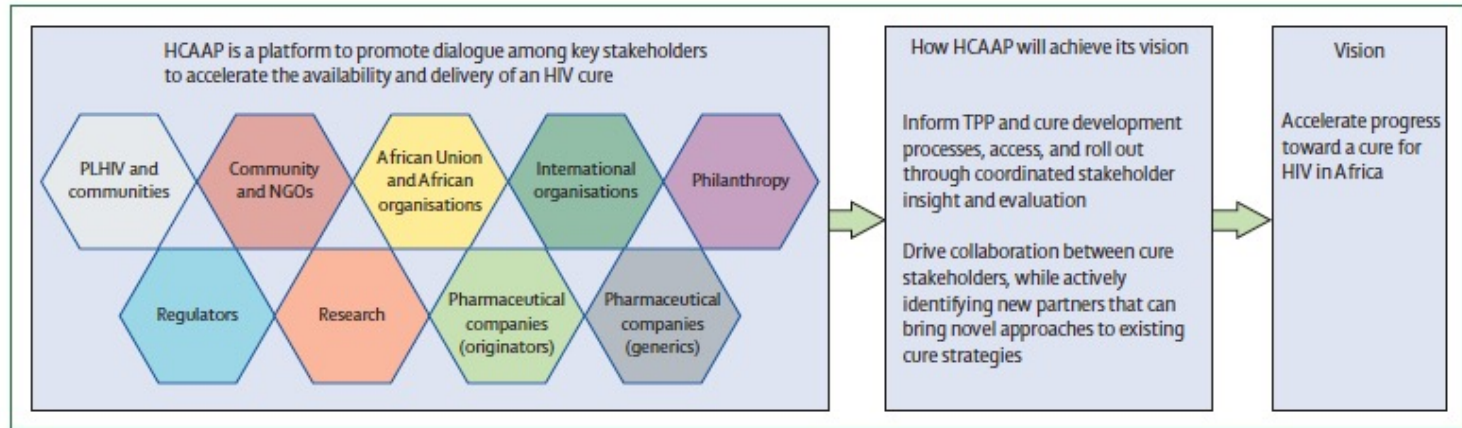 HCAAP is a platform to promote dialogue among key stakeholders
to accelerate the availability and delivery of an HIV cure
PLHIV and
communities
Community
and NGOs
African Union
and African
organisations
International
organisations
Philanthropy
Regulators
Research
Pharmaceutical
companies
(originators)
Pharmaceutical
companies
(generics)
How HCAAP will achieve its vision
Inform TPP and cure development
processes, access, and roll out
through coordinated stakeholder
insight and evaluation
Drive collaboration between cure
stakeholders, while actively
identifying new partners that can
bring novel approaches to existing
cure strategies
Vision
Accelerate progress
toward a cure for
HIV in Africa